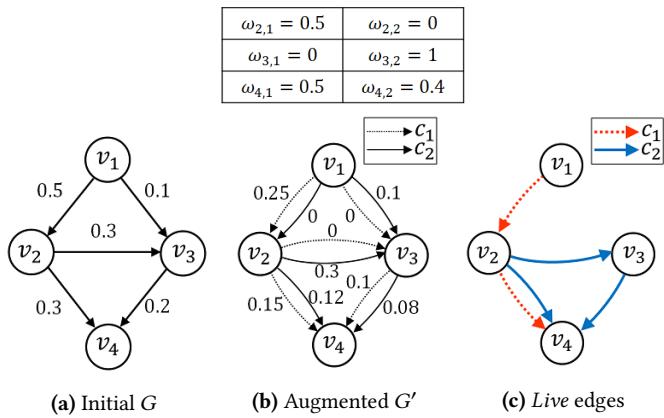 ω2,1 = 0.5 ω2,2 = 0
ω3,1 = 0 ω3,2 = 1
ω4,1 = 0.5 ω4,2 = 0.4
v1
0.5 0.1
0.3
v2 v3
0.3 0.2
v4
(a) Initial G
c1
c2
v1
0.25 0.1
0 0
0
v2 v3
0.3
0.1
0.15 0.12 0.08
v4
(b) Augmented G′
c1
c2
v1
v2 v3
v4
(c) Live edges